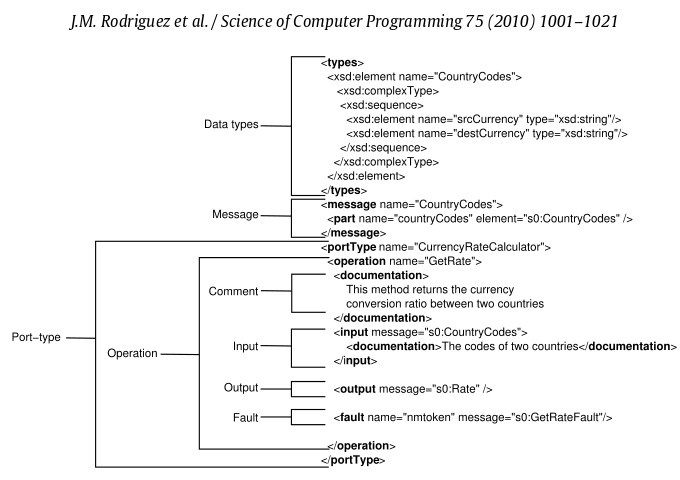 J.M. Rodriguez et al. / Science of Computer Programming 75 (2010) 1001–1021
<types>
<xsd:element name="CountryCodes">
<xsd:complexType>
<xsd:sequence>
Data types <xsd:element name="srcCurrency" type="xsd:string"/>
<xsd:element name="destCurrency" type="xsd:string"/>
</xsd:sequence>
</xsd:complexType>
</xsd:element>
</types>
<message name="CountryCodes">
Message <part name="countryCodes" element="s0:CountryCodes" />
</message>
<portType name="CurrencyRateCalculator">
<operation name="GetRate">
<documentation>
Comment This method returns the currency
conversion ratio between two countries
</documentation>
<input message="s0:CountryCodes">
Port–type Operation Input <documentation>The codes of two countries</documentation>
</input>
Output <output message="s0:Rate" />
Fault <fault name="nmtoken" message="s0:GetRateFault"/>
</operation>
</portType>